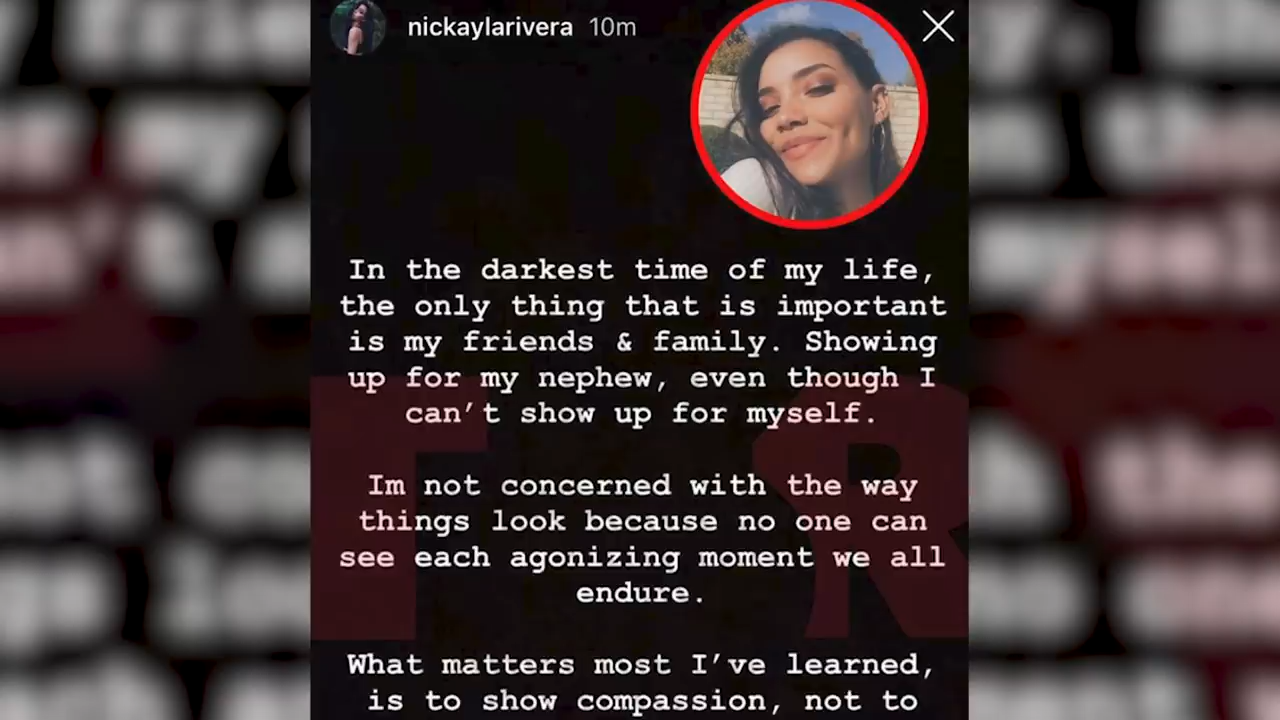 nickaylarivera 10m
In the darkest time of my life,
the only thing that is important
is my friends & family. Showing
up for my nephew, even though I
can't show up for myself.
Im not concerned with the way
things look because no one can
see each agonizing moment we all
endure.
What matters most I've learned,
is to show compassion, not to